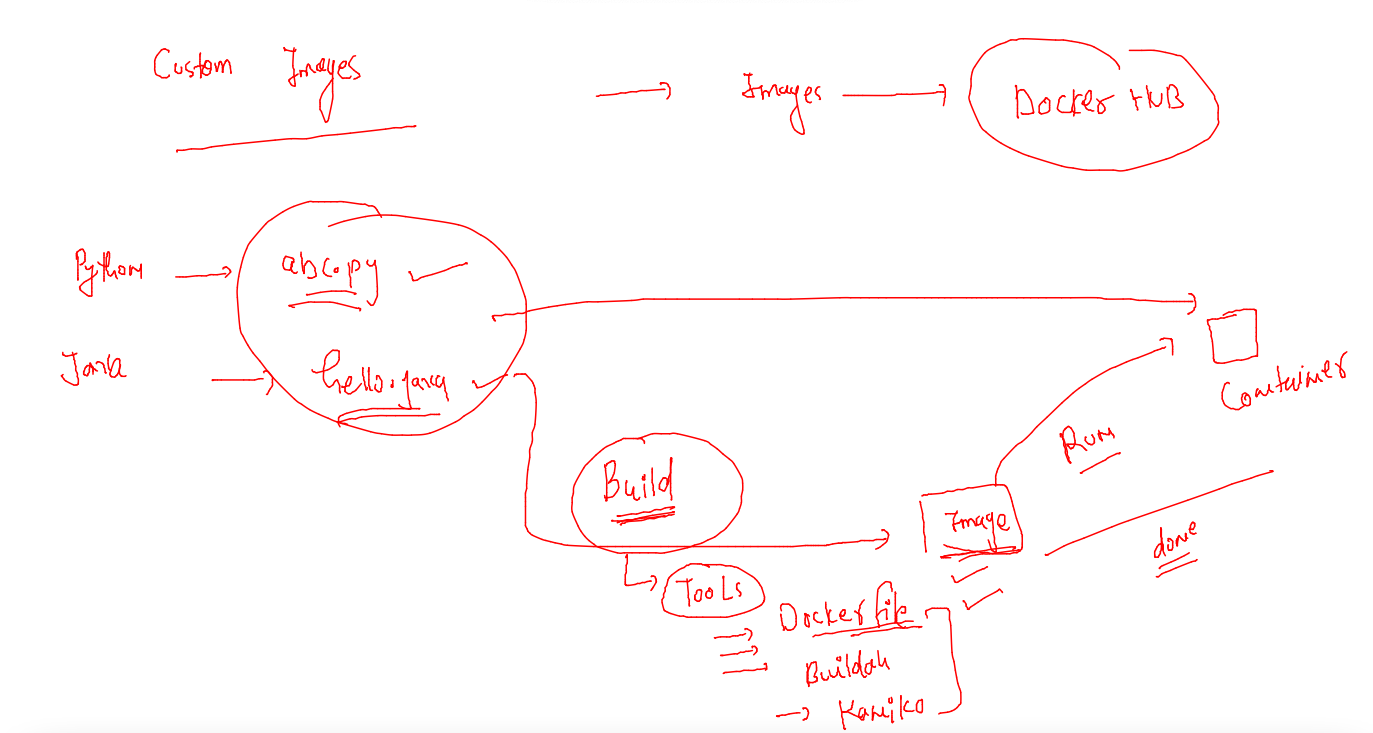 Custom Images
Images
Docker HUB
Python
abc.py
Java
hello.java
Container
Run
Build
Image
done
TooLs
Dockerfile
Buildah
Kaniko